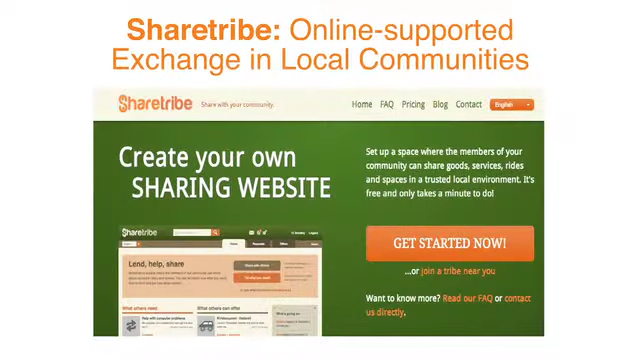 Sharetribe: Online-supported
Exchange in Local Communities
Sharetribe Share with your community.
Home FAQ Pricing Blog Contact English
Create your own
SHARING WEBSITE
Set up a space where the members of your
community can share goods, services, rides
and spaces in a trusted local environment. It's
free and only takes a minute to do!
GET STARTED NOW!
...or join a tribe near you
Want to know more? Read our FAQ or contact
us directly.
Sharetribe
Lend, help, share
What others need What others can offer